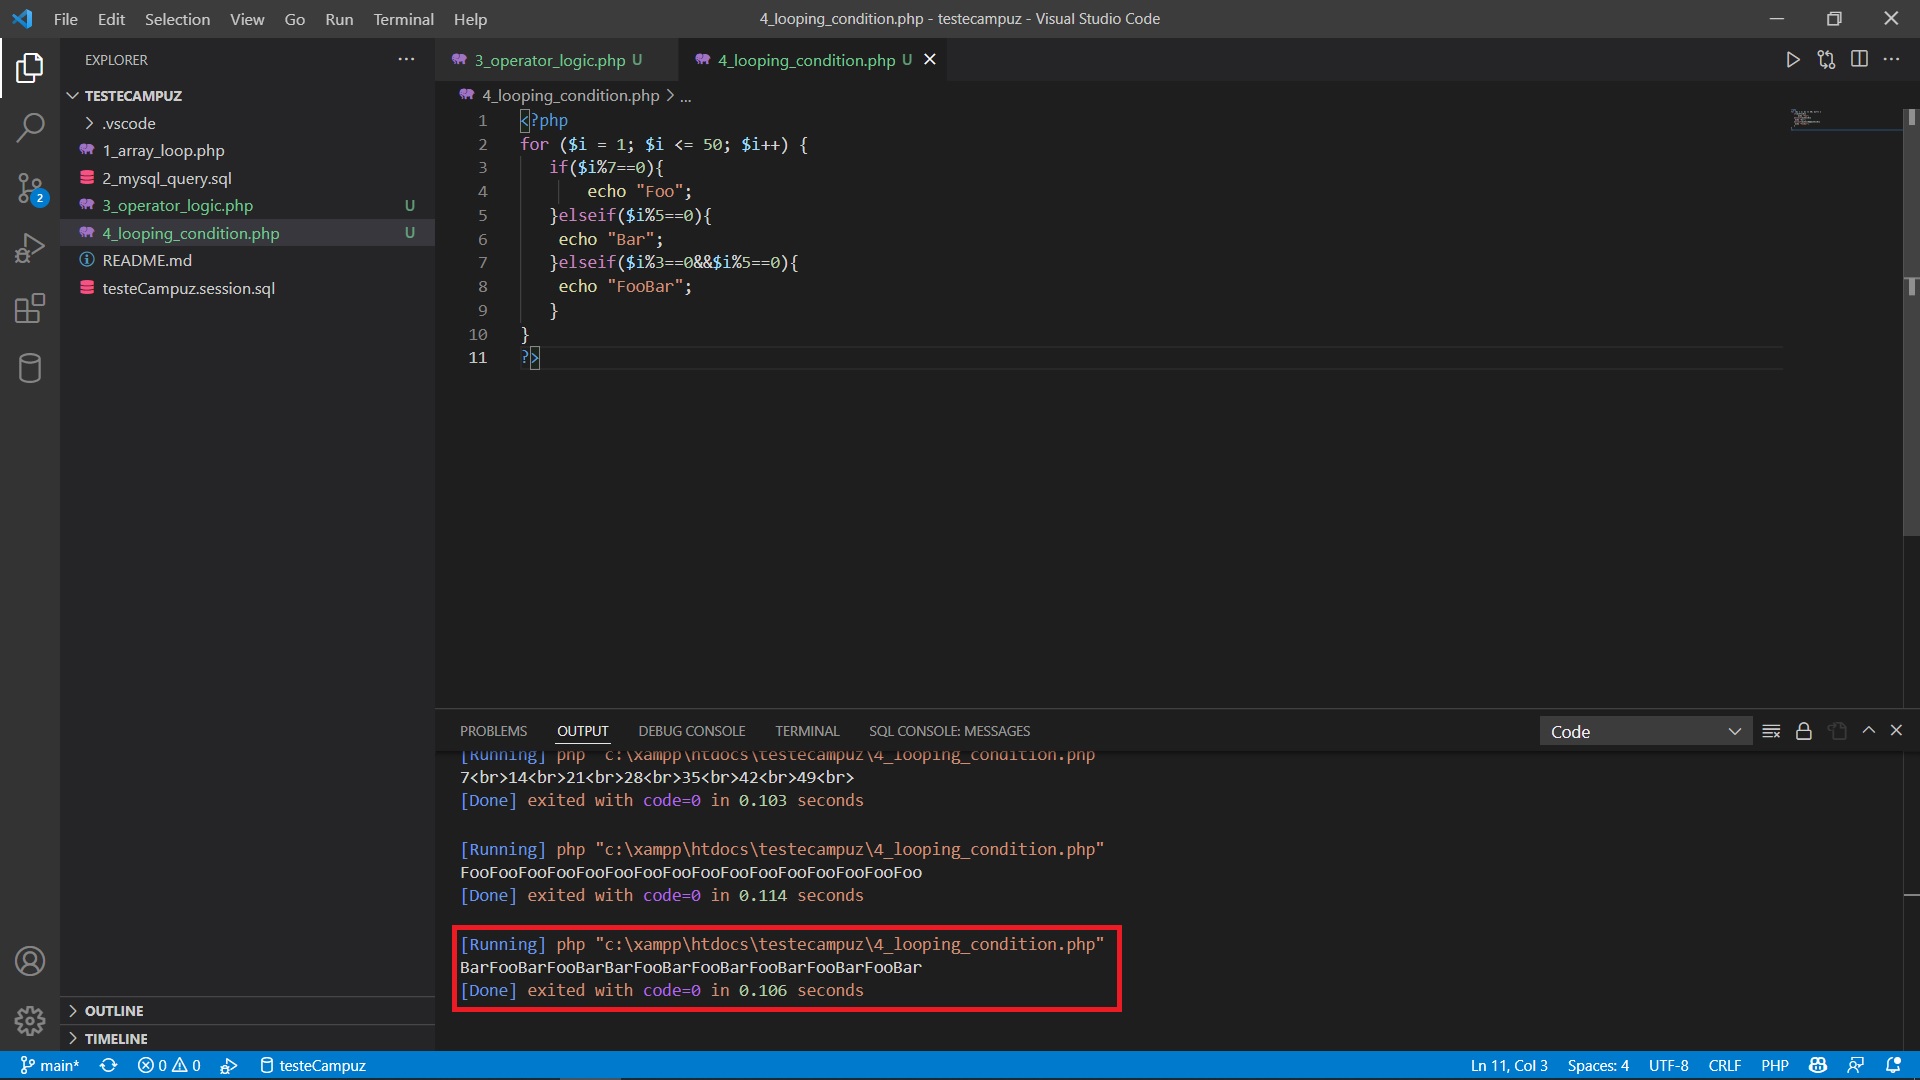 File Edit Selection View Go Run Terminal Help
4_looping_condition.php - testecampuz - Visual Studio Code
EXPLORER
TESTECAMPUZ
.vscode
1_array_loop.php
2_mysql_query.sql
3_operator_logic.php U
4_looping_condition.php U
README.md
testeCampuz.session.sql
OUTLINE
TIMELINE
2
3_operator_logic.php U
4_looping_condition.php U
4_looping_condition.php > ...
1 <?php
2 for ($i = 1; $i <= 50; $i++) {
3 if($i%7==0){
4 echo "Foo";
5 }elseif($i%5==0){
6 echo "Bar";
7 }elseif($i%3==0&&$i%5==0){
8 echo "FooBar";
9 }
10 }
11 ?>
PROBLEMS OUTPUT DEBUG CONSOLE TERMINAL SQL CONSOLE: MESSAGES
Code
[Running] php "c:\xampp\htdocs\testecampuz\4_looping_condition.php"
7<br>14<br>21<br>28<br>35<br>42<br>49<br>
[Done] exited with code=0 in 0.103 seconds
[Running] php "c:\xampp\htdocs\testecampuz\4_looping_condition.php"
FooFooFooFooFooFooFooFooFooFooFooFooFooFooFooFoo
[Done] exited with code=0 in 0.114 seconds
[Running] php "c:\xampp\htdocs\testecampuz\4_looping_condition.php"
BarFooBarFooBarBarFooBarFooBarFooBarFooBarFooBar
[Done] exited with code=0 in 0.106 seconds
main* 0 0 testeCampuz
Ln 11, Col 3 Spaces: 4 UTF-8 CRLF PHP